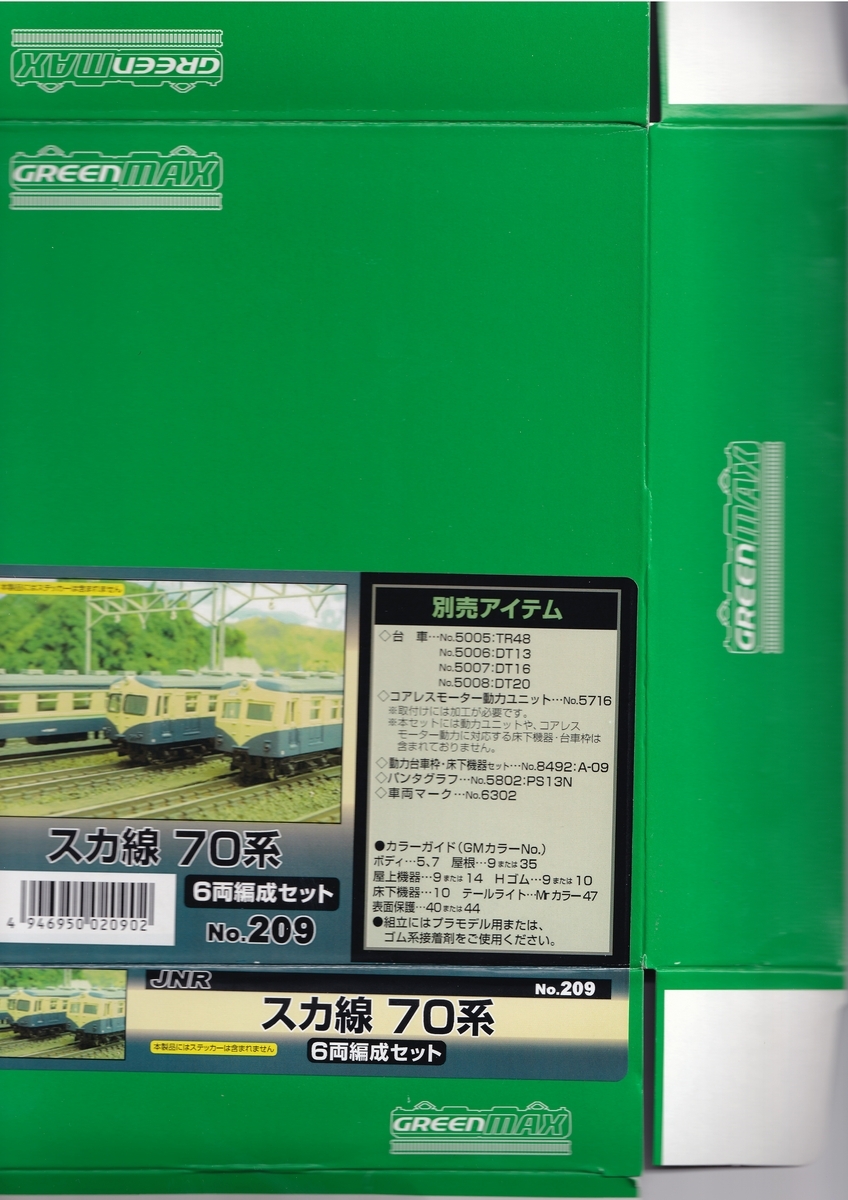 GREENMAX
GREENMAX
GREENMAX
本製品にはステッカーは含まれません
スカ線 70系
6両編成セット
No.209
4 946950 020902
別売アイテム
◇台 車…No.5005:TR48
No.5006:DT13
No.5007:DT16
No.5008:DT20
◇コアレスモーター動力ユニット…No.5716
※取付けには加工が必要です。
※本セットには動力ユニットや、コアレス
モーター動力に対応する床下機器・台車枠は
含まれておりません。
◇動力台車枠・床下機器セット…No.8492:A-09
◇パンタグラフ…No.5802:PS13N
◇車両マーク…No.6302
●カラーガイド(GMカラーNo.)
ボディ…5、7 屋根…9または35
屋上機器…9または14 Hゴム…9または10
床下機器…10 テールライト…Mrカラー47
表面保護…40または44
●組立にはプラモデル用または、
ゴム系接着剤をご使用ください。
JNR
No.209
スカ線 70系
本製品にはステッカーは含まれません
6両編成セット
GREENMAX